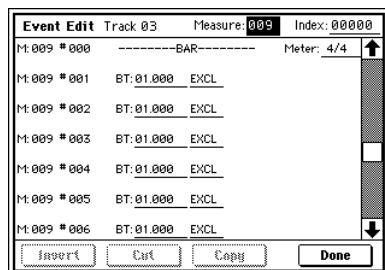 Event Edit Track 03 Measure:009 Index:00000
M:009 #000 --------BAR-------- Meter: 4/4
M:009 #001 BT:01.000 EXCL
M:009 #002 BT:01.000 EXCL
M:009 #003 BT:01.000 EXCL
M:009 #004 BT:01.000 EXCL
M:009 #005 BT:01.000 EXCL
M:009 #006 BT:01.000 EXCL
Insert Cut Copy Done